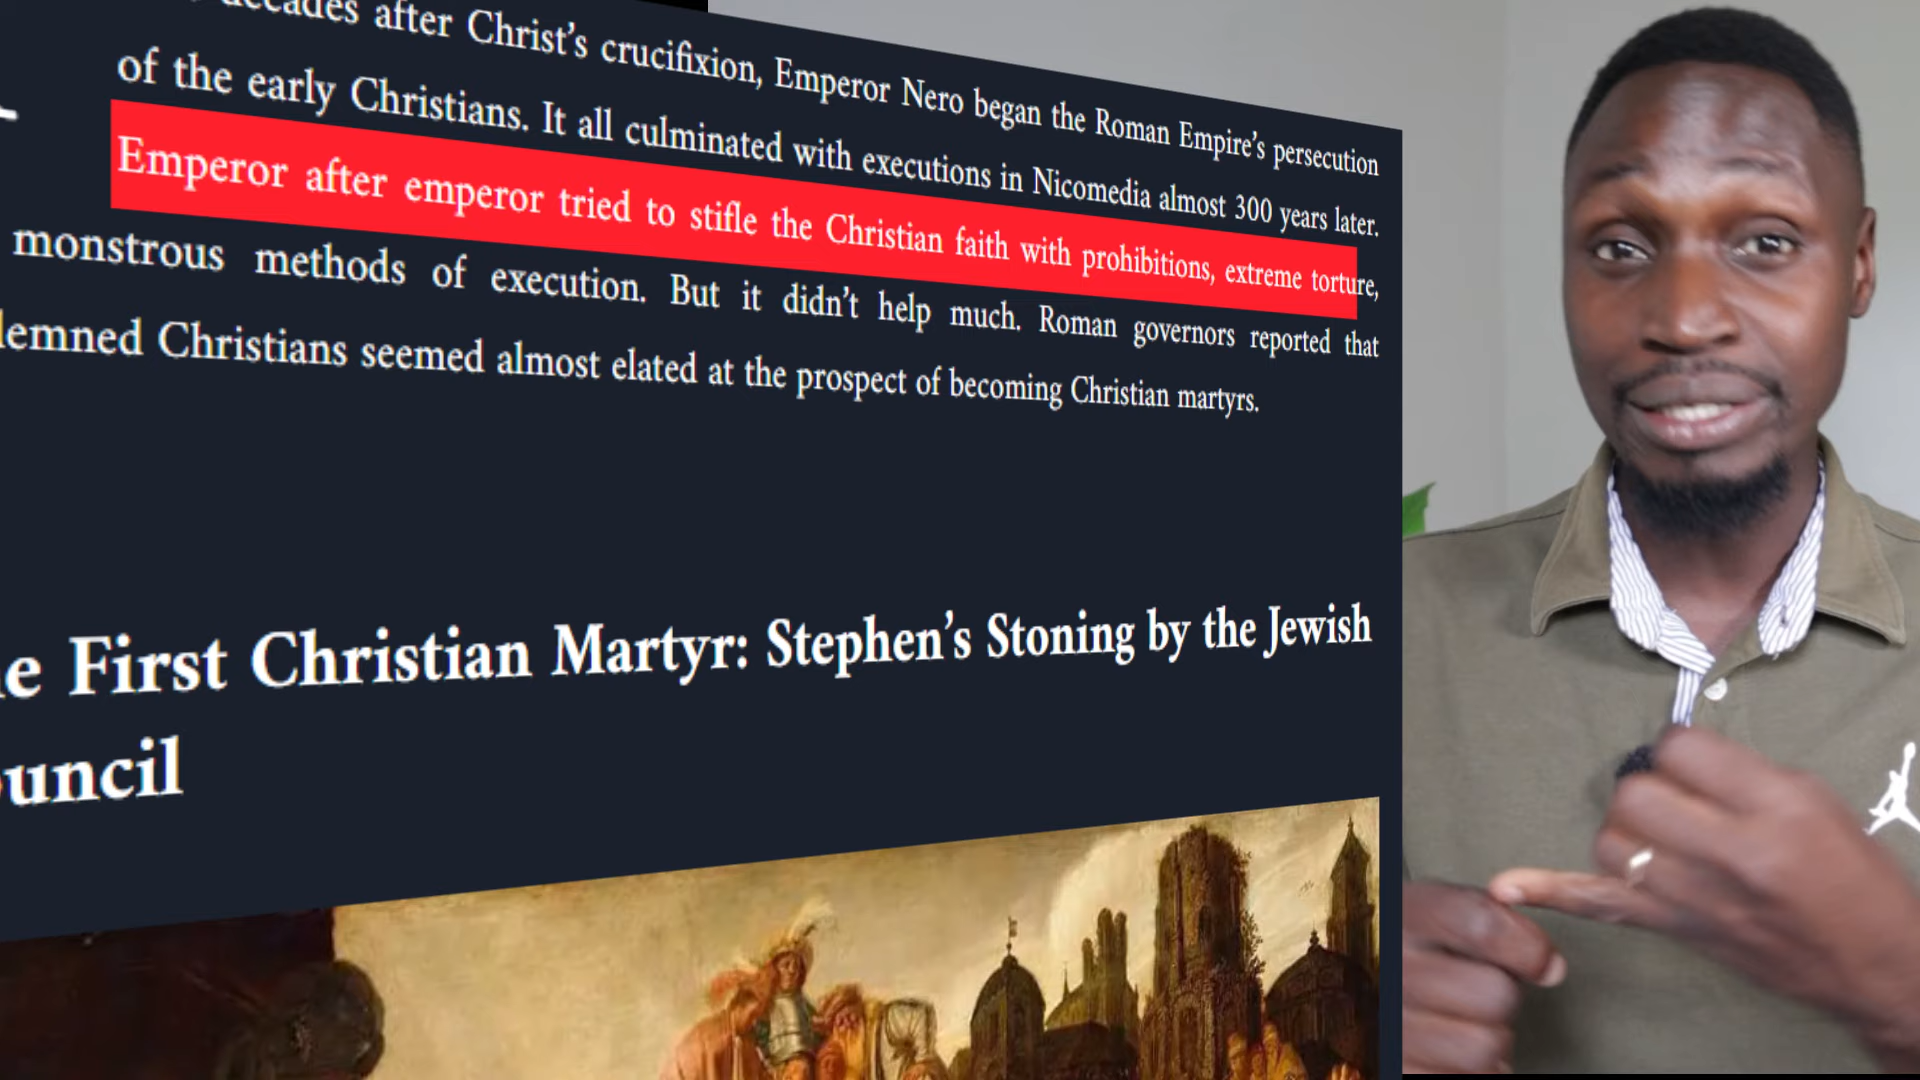 decades after Christ's crucifixion, Emperor Nero began the Roman Empire's persecution
of the early Christians. It all culminated with executions in Nicomedia almost 300 years later.
Emperor after emperor tried to stifle the Christian faith with prohibitions, extreme torture,
monstrous methods of execution. But it didn't help much. Roman governors reported that
demned Christians seemed almost elated at the prospect of becoming Christian martyrs.
e First Christian Martyr: Stephen's Stoning by the Jewish
ouncil